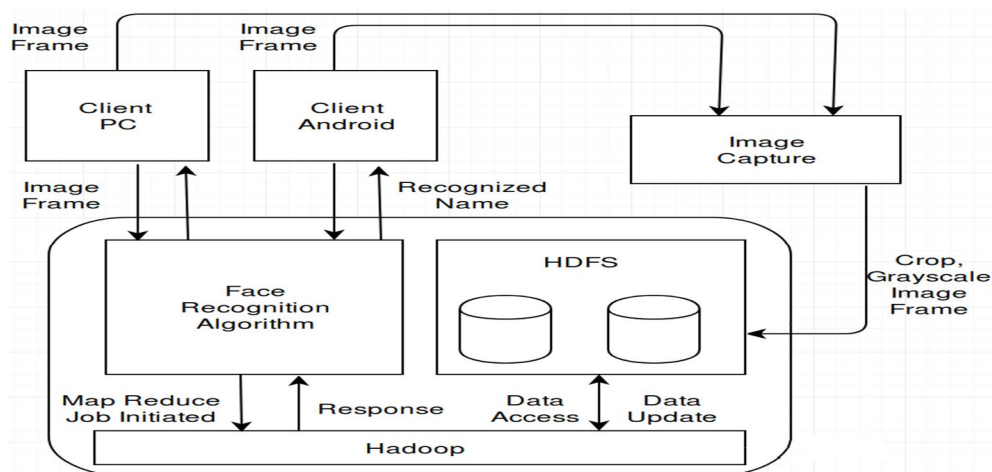 Image
Frame
Image
Frame
Client
PC
Client
Android
Image
Capture
Image
Frame
Recognized
Name
Crop,
Grayscale
Image
Frame
Face
Recognition
Algorithm
HDFS
Map Reduce
Job Initiated
Response
Data
Access
Data
Update
Hadoop